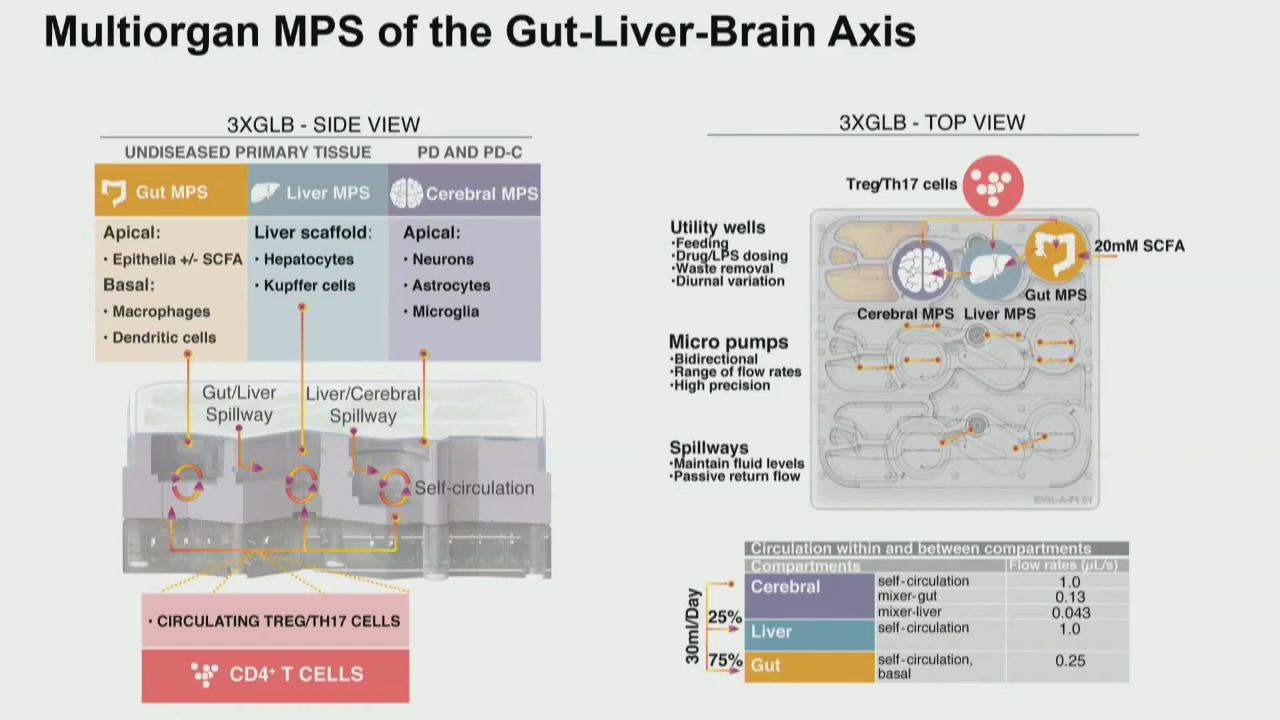 Multiorgan MPS of the Gut-Liver-Brain Axis
3XGLB - SIDE VIEW
UNDISEASED PRIMARY TISSUE
PD AND PD-C
Gut MPS
Liver MPS
Cerebral MPS
Apical:
• Epithelia +/- SCFA
Basal:
• Macrophages
• Dendritic cells
Liver scaffold:
• Hepatocytes
• Kupffer cells
Apical:
• Neurons
• Astrocytes
• Microglia
Gut/Liver
Spillway
Liver/Cerebral
Spillway
Self-circulation
• CIRCULATING TREG/TH17 CELLS
CD4⁺ T CELLS
3XGLB - TOP VIEW
Treg/Th17 cells
Utility wells
•Feeding
•Drug/LPS dosing
•Waste removal
•Diurnal variation
20mM SCFA
Gut MPS
Cerebral MPS
Liver MPS
Micro pumps
•Bidirectional
•Range of flow rates
•High precision
Spillways
•Maintain fluid levels
•Passive return flow
3XGL-A-P1 01
Circulation within and between compartments
Compartments
Flow rates (µL/s)
Cerebral
self-circulation 1.0
mixer-gut 0.13
mixer-liver 0.043
Liver
self-circulation 1.0
Gut
self-circulation, 0.25
basal
30ml/Day
25%
75%